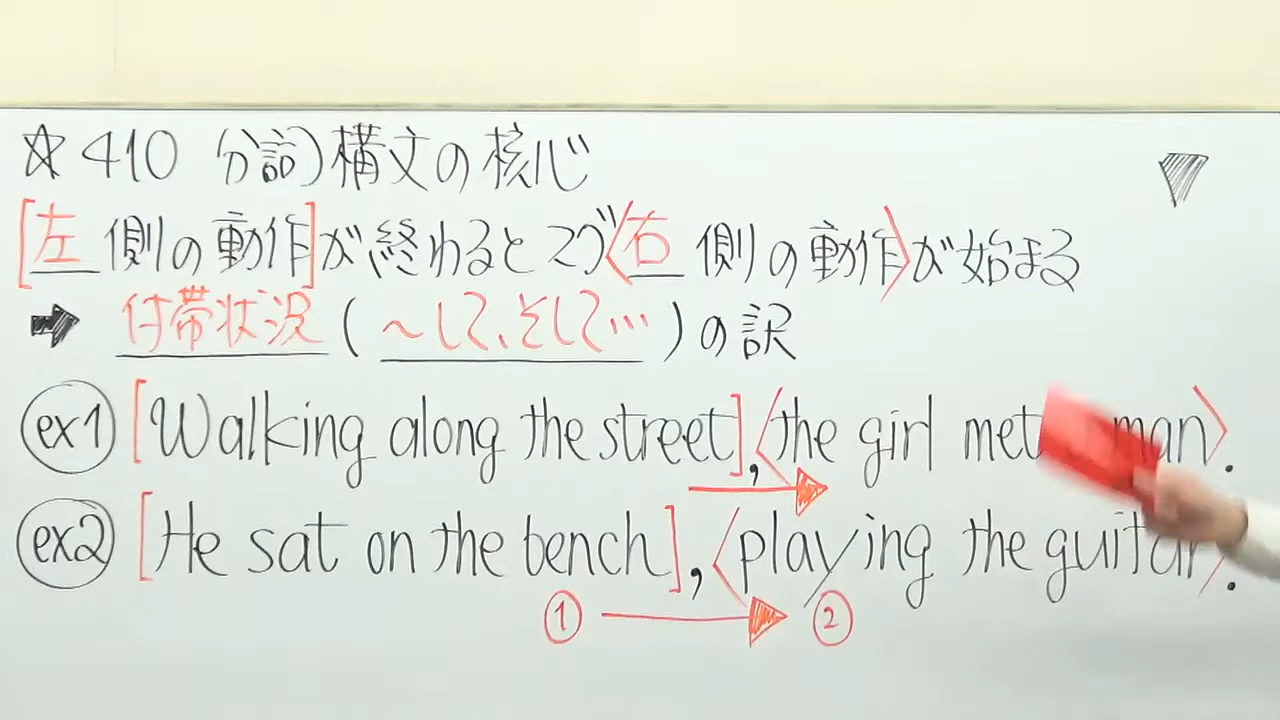 ☆410 分詞構文の核心
[左側の動作]がわると〈右側の動作〉が始まる
➡ 付帯状況(〜して、そして…)の訳
ex1 [Walking along the street],〈the girl met man〉.
ex2 [He sat on the bench],〈playing the guitar〉.
① → ②